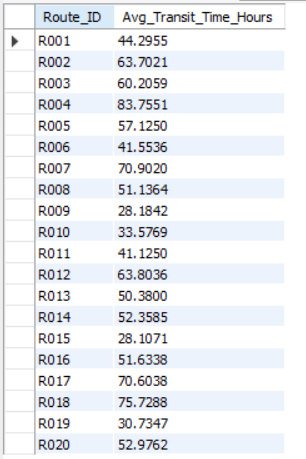 Route_ID Avg_Transit_Time_Hours
R001 44.2955
R002 63.7021
R003 60.2059
R004 83.7551
R005 57.1250
R006 41.5536
R007 70.9020
R008 51.1364
R009 28.1842
R010 33.5769
R011 41.1250
R012 63.8036
R013 50.3800
R014 52.3585
R015 28.1071
R016 51.6338
R017 70.6038
R018 75.7288
R019 30.7347
R020 52.9762